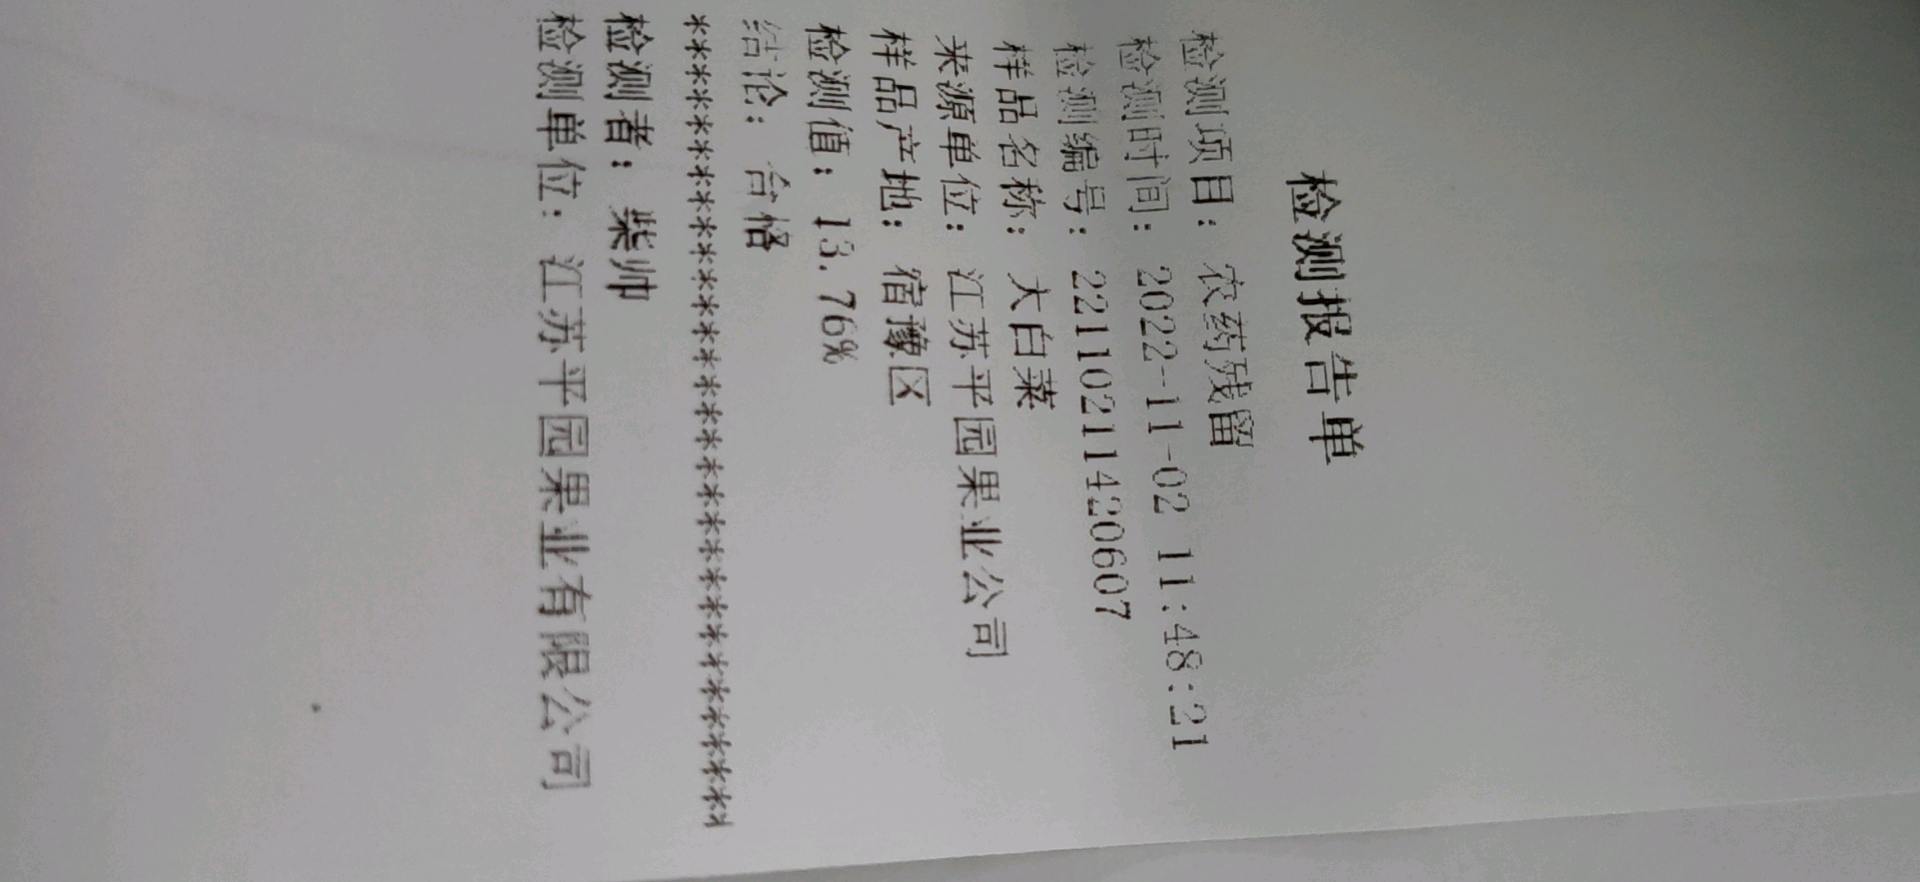 检测报告单
检测项目: 农药残留
检测时间: 2022-11-02 11:48:21
检测编号: 22110211420607
样品名称: 大白菜
来源单位: 江苏平园果业公司
样品产地: 宿豫区
检测值: 13.76%
结论: 合格
******************************
检测者: 柴帅
检测单位: 江苏平园果业有限公司